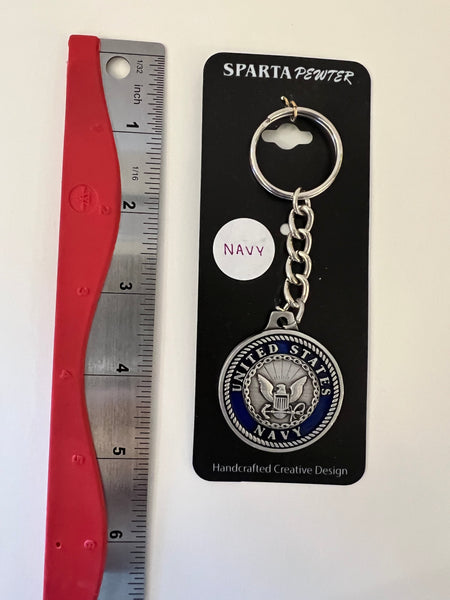 SPARTA PEWTER
NAVY
UNITED STATES
NAVY
Handcrafted Creative Design
1/32
inch
1
1/16
2
3
4
5
6